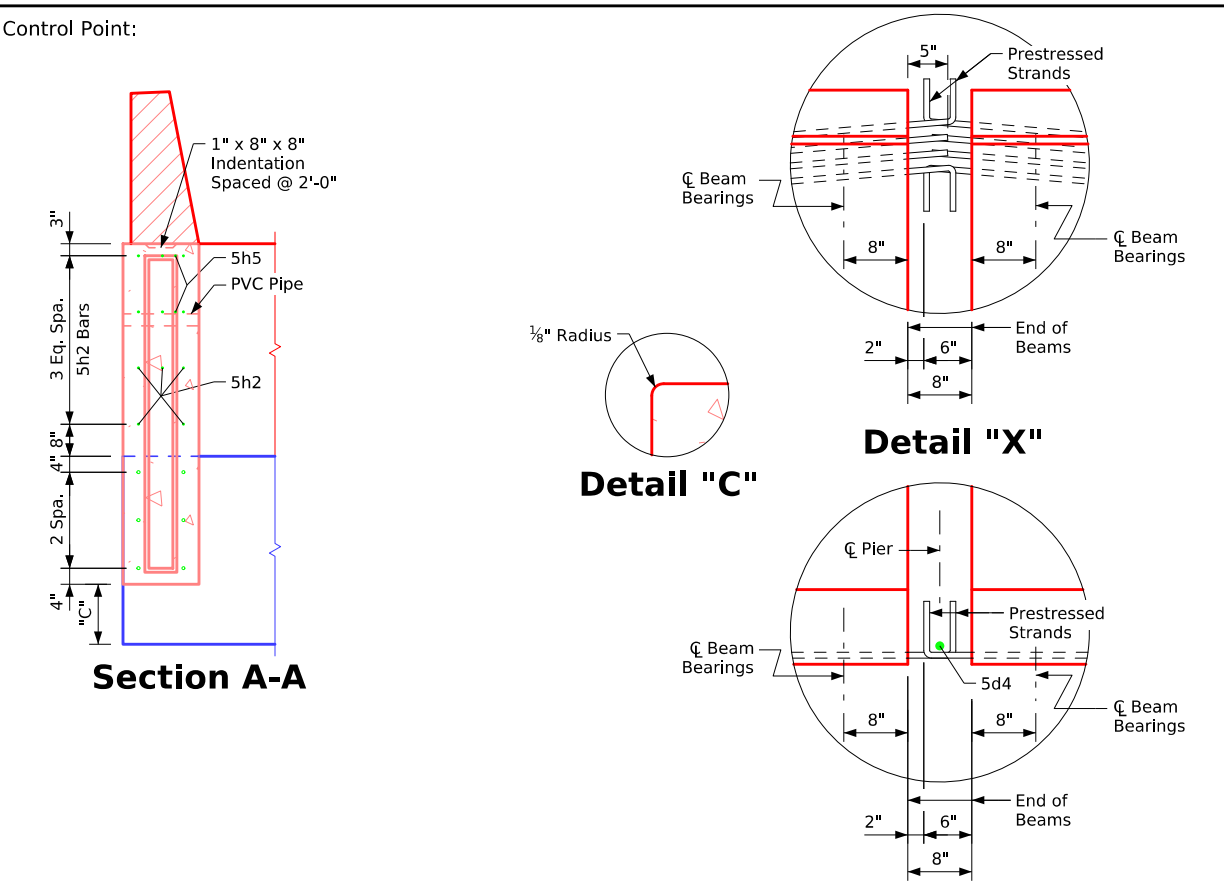 Control Point:
1" x 8" x 8"
Indentation
Spaced @ 2'-0"
3"
5h5
PVC Pipe
3 Eq. Spa.
5h2 Bars
5h2
8"
4"
2 Spa.
4"
"C"
Section A-A
⅛" Radius
Detail "C"
5"
Prestressed
Strands
℄ Beam
Bearings
℄ Beam
Bearings
8"
8"
End of
Beams
2"
6"
8"
Detail "X"
℄ Pier
Prestressed
Strands
℄ Beam
Bearings
5d4
℄ Beam
Bearings
8"
8"
End of
Beams
2"
6"
8"